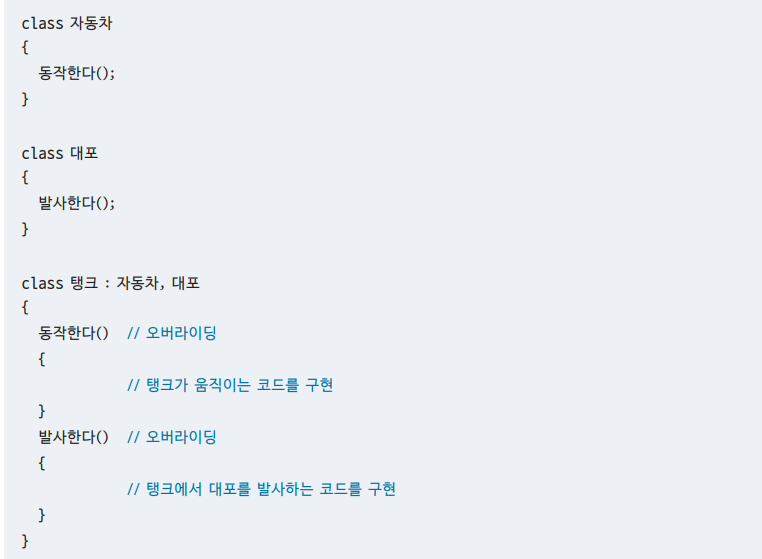 class 자동차
{
동작한다();
}
class 대포
{
발사한다();
}
class 탱크 : 자동차, 대포
{
동작한다() // 오버라이딩
{
// 탱크가 움직이는 코드를 구현
}
발사한다() // 오버라이딩
{
// 탱크에서 대포를 발사하는 코드를 구현
}
}